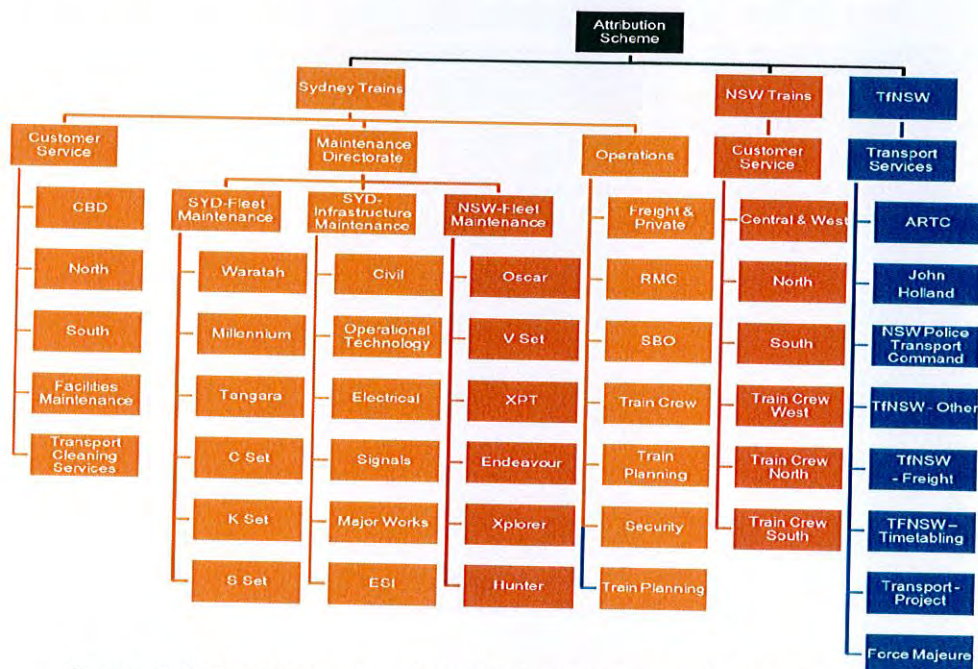 Attribution
Scheme
Sydney Trains
NSW Trains
TfNSW
Customer
Service
Maintenance
Directorate
Operations
Customer
Service
Transport
Services
CBD
North
South
Facilities
Maintenance
Transport
Cleaning
Services
SYD-Fleet
Maintenance
Waratah
Millennium
Tangara
C Set
K Set
S Set
SYD-
Infrastructure
Maintenance
Civil
Operational
Technology
Electrical
Signals
Major Works
ESI
NSW-Fleet
Maintenance
Oscar
V Set
XPT
Endeavour
Xplorer
Hunter
Freight &
Private
RMC
SBO
Train Crew
Train
Planning
Security
Train Planning
Central & West
North
South
Train Crew
West
Train Crew
North
Train Crew
South
ARTC
John
Holland
NSW Police
Transport
Command
TfNSW - Other
TfNSW
- Freight
TFNSW –
Timetabling
Transport -
Project
Force Majeure